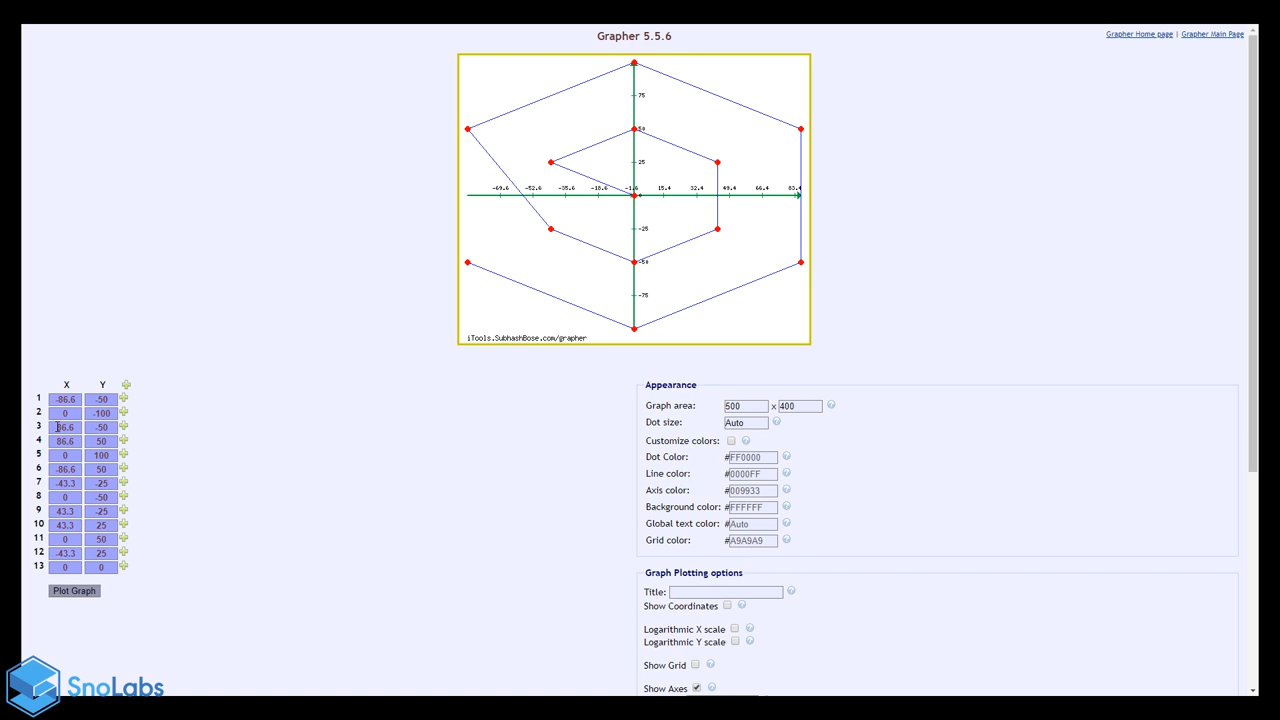 Grapher 5.5.6
Grapher Home page | Grapher Main Page
75
50
25
-69.6 -52.6 -35.6 -18.6 -1.6 15.4 32.4 49.4 66.4 83.4
-25
-50
-75
iTools.SubhashBose.com/grapher
X Y
1 -86.6 -50
2 0 -100
3 86.6 -50
4 86.6 50
5 0 100
6 -86.6 50
7 -43.3 -25
8 0 -50
9 43.3 -25
10 43.3 25
11 0 50
12 -43.3 25
13 0 0
Plot Graph
Appearance
Graph area: 500 x 400
Dot size: Auto
Customize colors:
Dot Color: #FF0000
Line color: #0000FF
Axis color: #009933
Background color: #FFFFFF
Global text color: #Auto
Grid color: #A9A9A9
Graph Plotting options
Title:
Show Coordinates
Logarithmic X scale
Logarithmic Y scale
Show Grid
Show Axes
SnoLabs